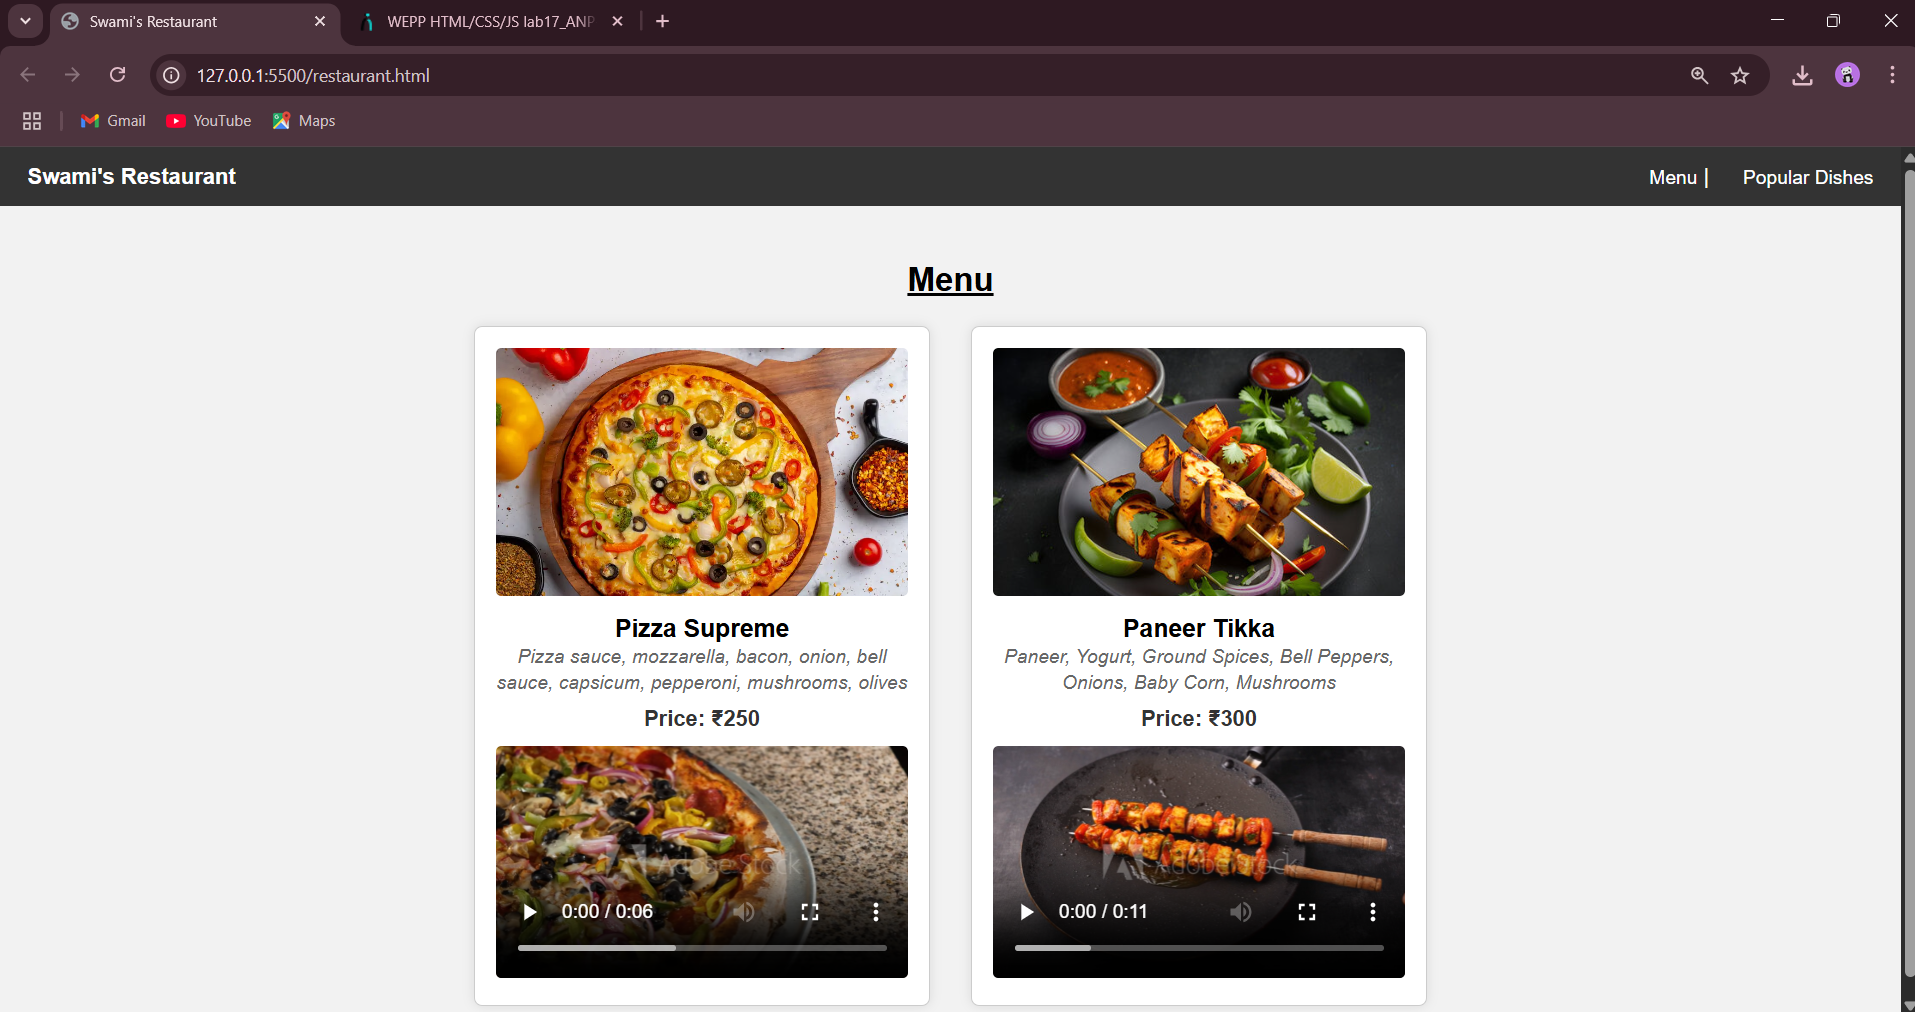 Swami's Restaurant
WEPP HTML/CSS/JS lab17_ANP
127.0.0.1:5500/restaurant.html
Gmail
YouTube
Maps
Swami's Restaurant
Menu |
Popular Dishes
Menu
Pizza Supreme
Pizza sauce, mozzarella, bacon, onion, bell
sauce, capsicum, pepperoni, mushrooms, olives
Price: ₹250
Adobe Stock
0:00 / 0:06
Paneer Tikka
Paneer, Yogurt, Ground Spices, Bell Peppers,
Onions, Baby Corn, Mushrooms
Price: ₹300
Adobe Stock
0:00 / 0:11